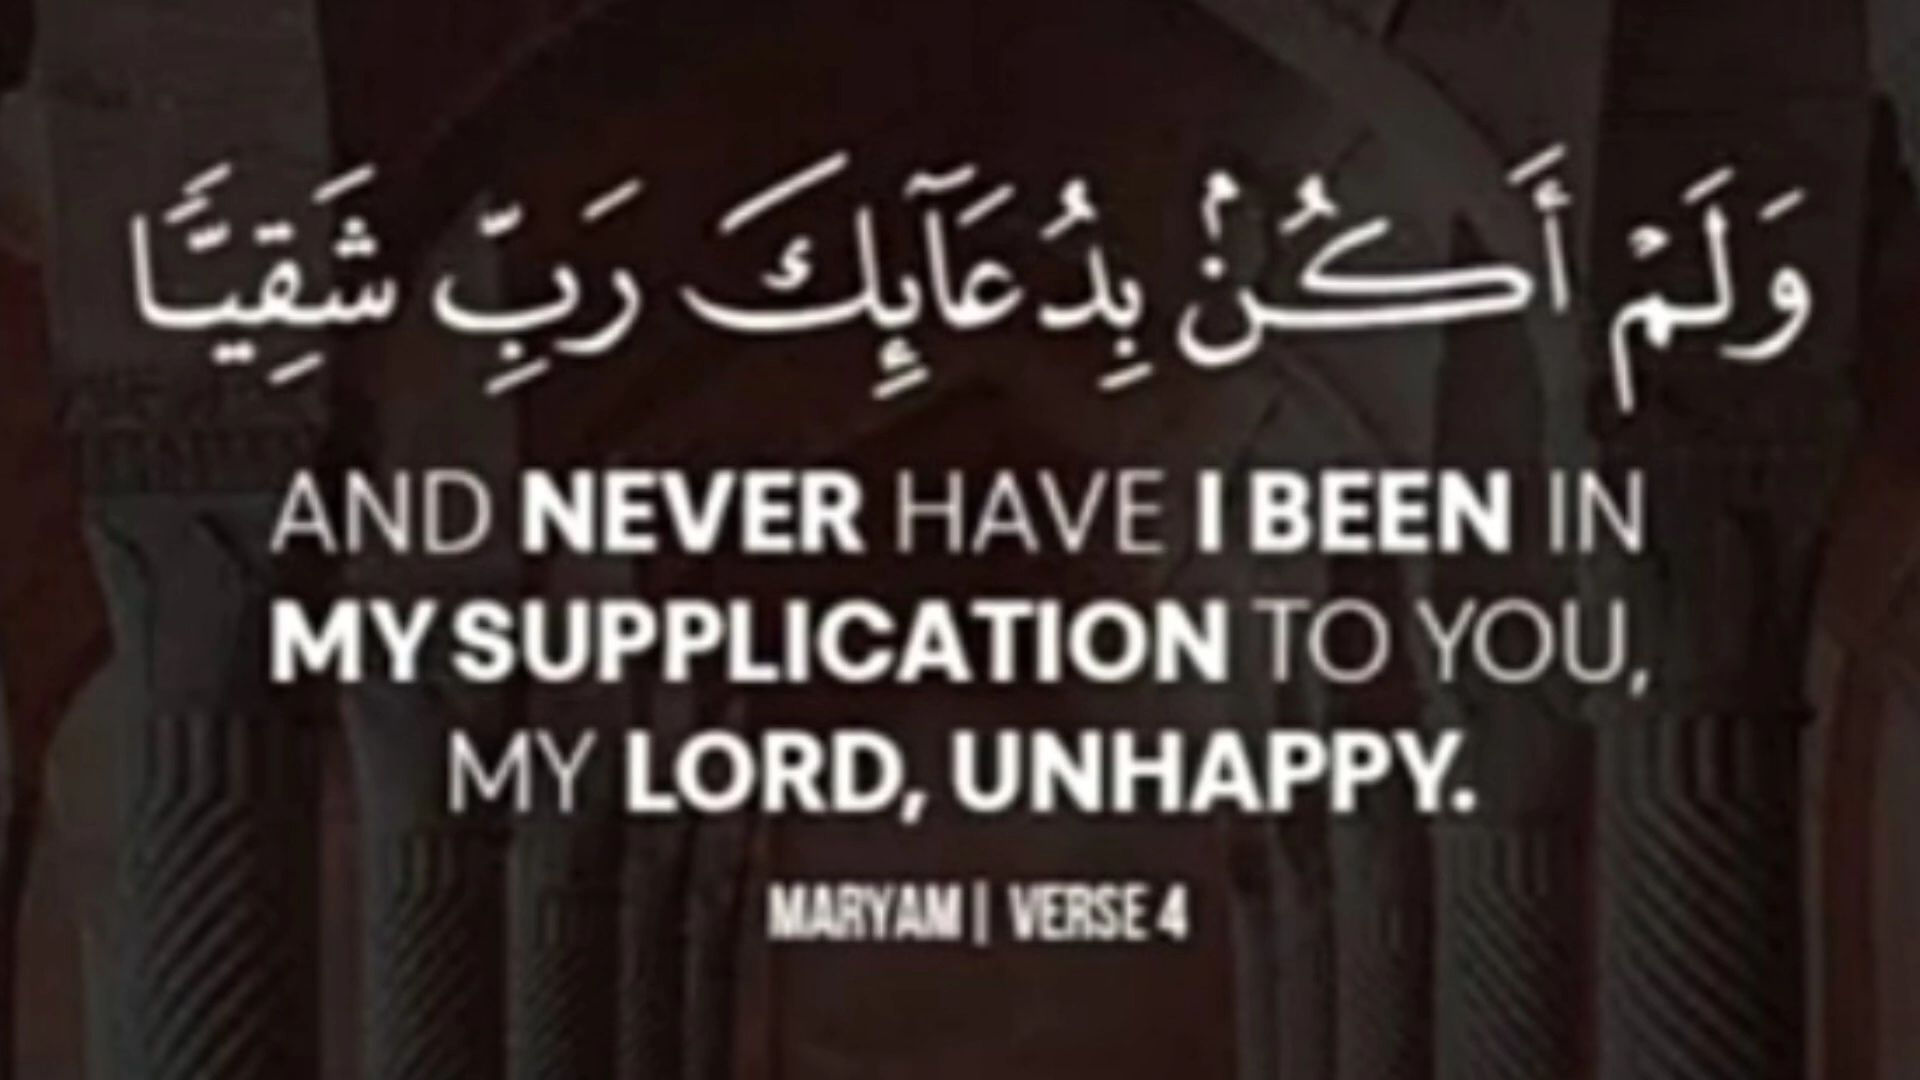 وَلَمۡ أَكُنۢ بِدُعَآئِكَ رَبِّ شَقِيّٗا
AND NEVER HAVE I BEEN IN
MY SUPPLICATION TO YOU,
MY LORD, UNHAPPY.
MARYAM | VERSE 4